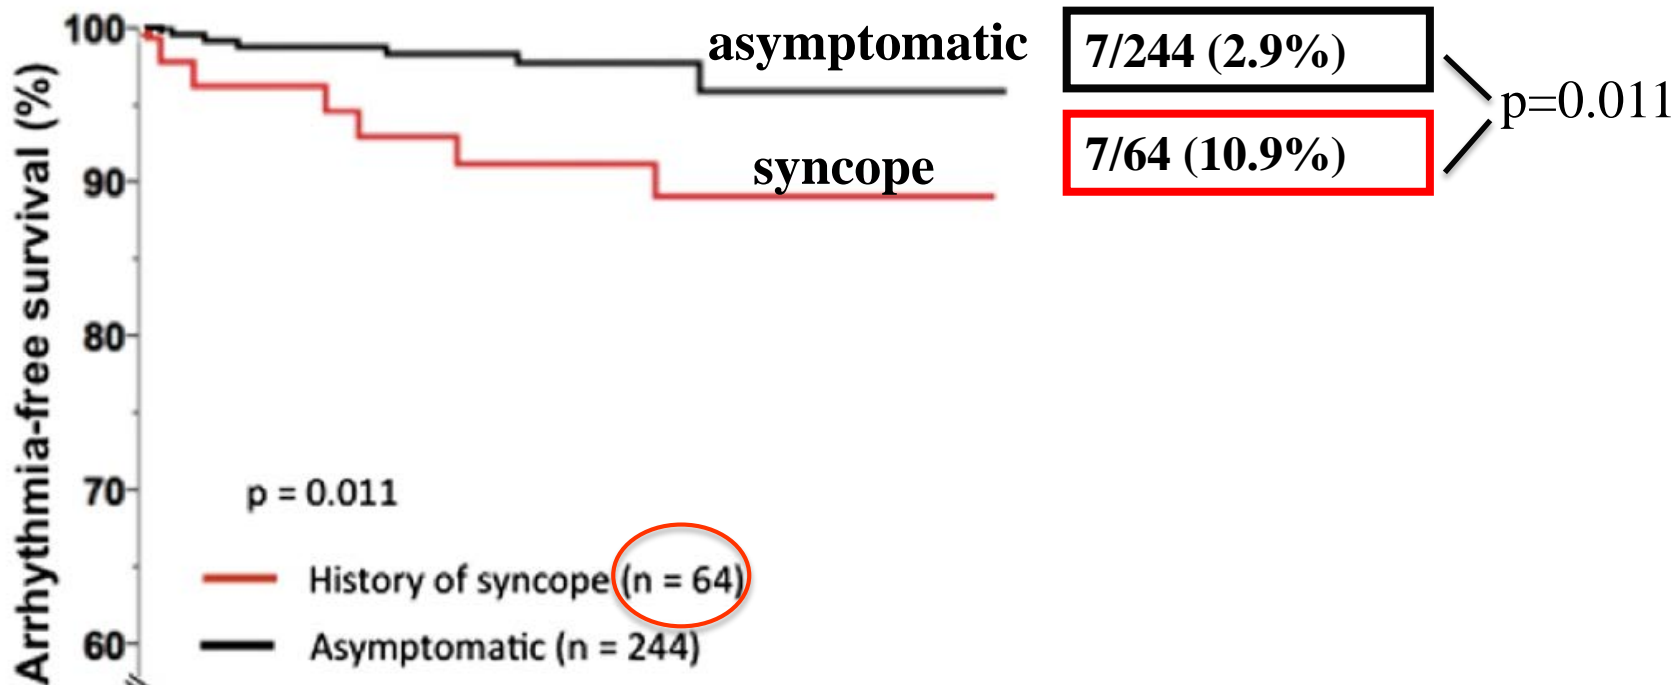 Arrhythmia-free survival (%)
100
90
80
70
60
asymptomatic
syncope
7/244 (2.9%)
7/64 (10.9%)
p=0.011
p = 0.011
History of syncope (n = 64)
Asymptomatic (n = 244)